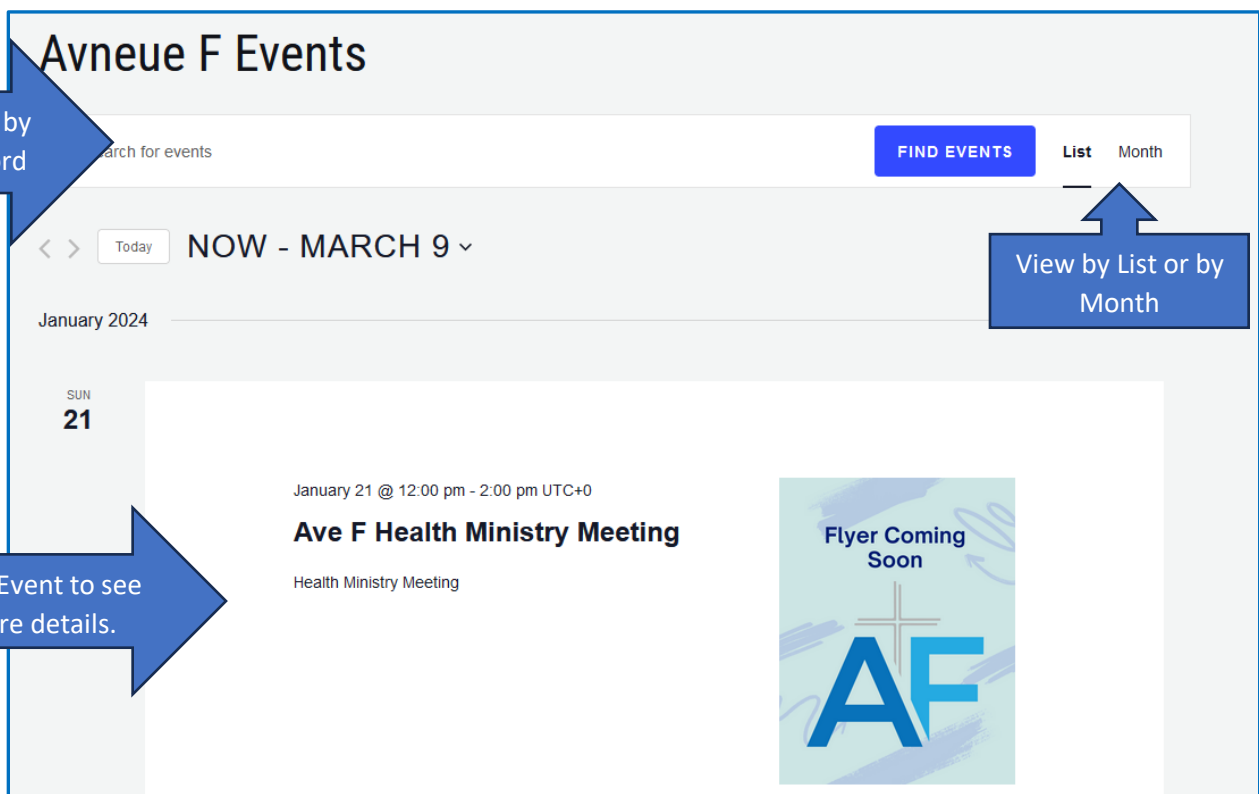 Avneue F Events
by
rd
arch for events
FIND EVENTS
List Month
Today NOW - MARCH 9
View by List or by
Month
January 2024
SUN
21
January 21 @ 12:00 pm - 2:00 pm UTC+0
Ave F Health Ministry Meeting
Health Ministry Meeting
Flyer Coming
Soon
AF
Event to see
re details.